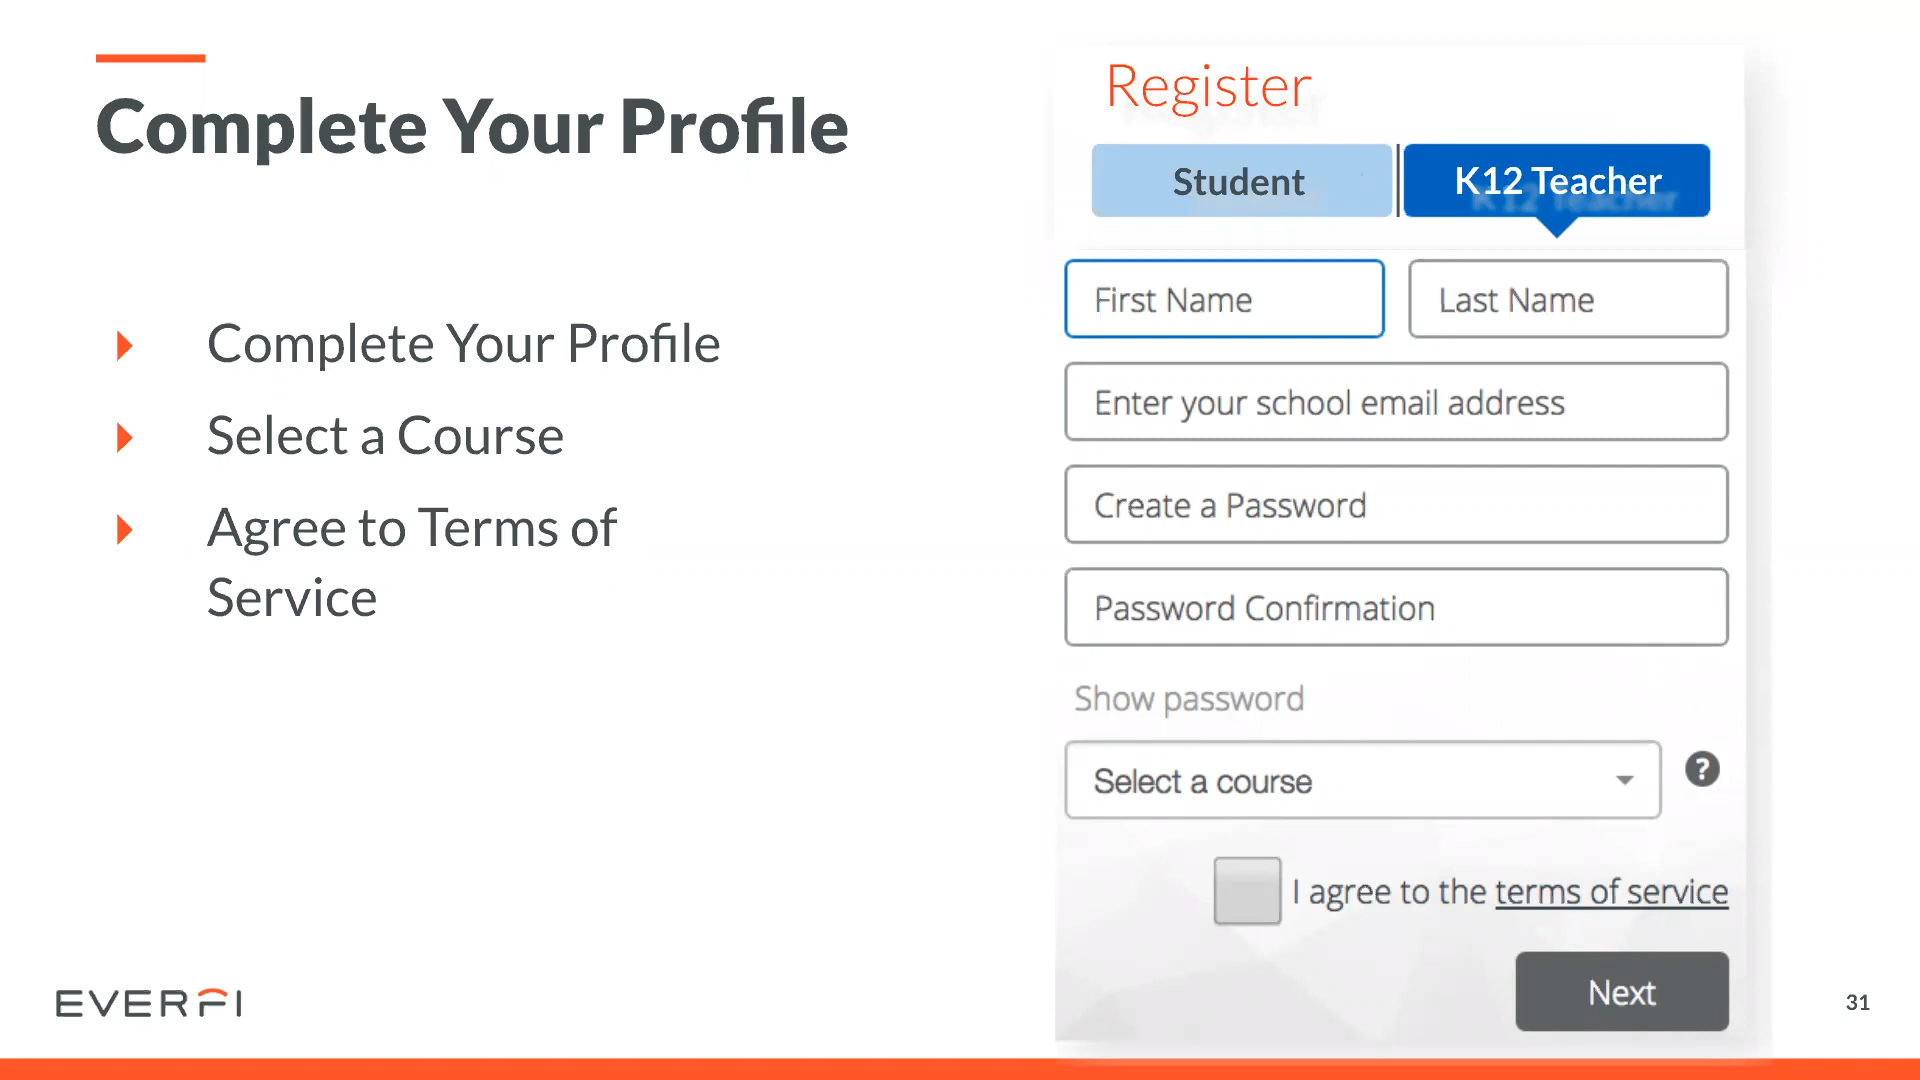 Complete Your Profile
Complete Your Profile
Select a Course
Agree to Terms of
Service
EVERFI
Register
Student
K12 Teacher
First Name
Last Name
Enter your school email address
Create a Password
Password Confirmation
Show password
Select a course
?
I agree to the terms of service
Next
31